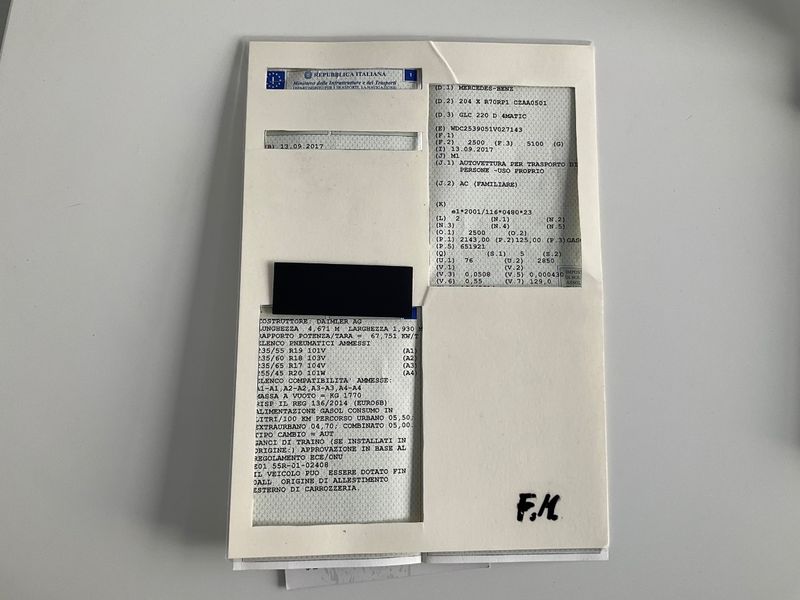 REPUBBLICA ITALIANA
1
Ministero delle Infrastrutture e dei Trasporti
DIPARTIMENTO PER I TRASPORTI, LA NAVIGAZIONE
(B) 13.09.2017
COSTRUTTORE: DAIMLER AG
LUNGHEZZA 4,671 M LARGHEZZA 1,930 M
RAPPORTO POTENZA/TARA = 67,751 KW/T
ELENCO PNEUMATICI AMMESSI
235/55 R19 101V (A1)
235/60 R18 103V (A2)
235/65 R17 104V (A3)
255/45 R20 101W (A4)
ELENCO COMPATIBILITA' AMMESSE:
A1-A1,A2-A2,A3-A3,A4-A4
MASSA A VUOTO = KG 1770
RISP IL REG 136/2014 (EURO6B)
ALIMENTAZIONE GASOL CONSUMO IN
LITRI/100 KM PERCORSO URBANO 05,50;
EXTRAURBANO 04,70; COMBINATO 05,00
TIPO CAMBIO = AUT
GANCI DI TRAINO (SE INSTALLATI IN
ORIGINE:) APPROVAZIONE IN BASE AL
REGOLAMENTO ECE/ONU
E01 55R-01-02408
IL VEICOLO PUO' ESSERE DOTATO FIN
DALL ORIGINE DI ALLESTIMENTO
ESTERNO DI CARROZZERIA.
(D.1) MERCEDES-BENZ
(D.2) 204 X R70RP1 CZAA0501
(D.3) GLC 220 D 4MATIC
(E) WDC2539051V027143
(F.1)
(F.2) 2500 (F.3) 5100 (G)
(I) 13.09.2017
(J) M1
(J.1) AUTOVETTURA PER TRASPORTO DI
PERSONE -USO PROPRIO
(J.2) AC (FAMILIARE)
(K)
e1*2001/116*0480*23
(L) 2 (N.1) (N.2)
(N.3) (N.4) (N.5)
(O.1) 2500 (O.2)
(P.1) 2143,00 (P.2)125,00 (P.3)GAS
(P.5) 651921
(Q) (S.1) 5 (S.2)
(U.1) 76 (U.2) 2850
(V.1) (V.2)
(V.3) 0,0508 (V.5) 0,000430
(V.6) 0,55 (V.7) 129,0
F.M.